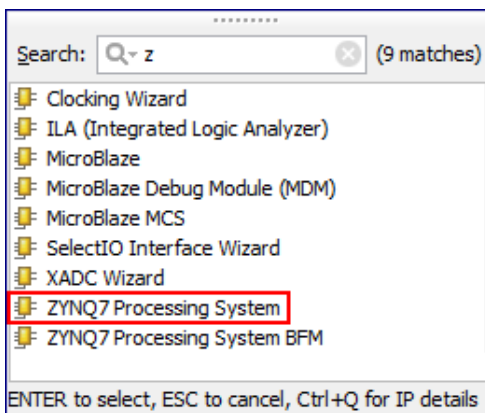 Search: z (9 matches)
Clocking Wizard
ILA (Integrated Logic Analyzer)
MicroBlaze
MicroBlaze Debug Module (MDM)
MicroBlaze MCS
SelectIO Interface Wizard
XADC Wizard
ZYNQ7 Processing System
ZYNQ7 Processing System BFM
ENTER to select, ESC to cancel, Ctrl+Q for IP details